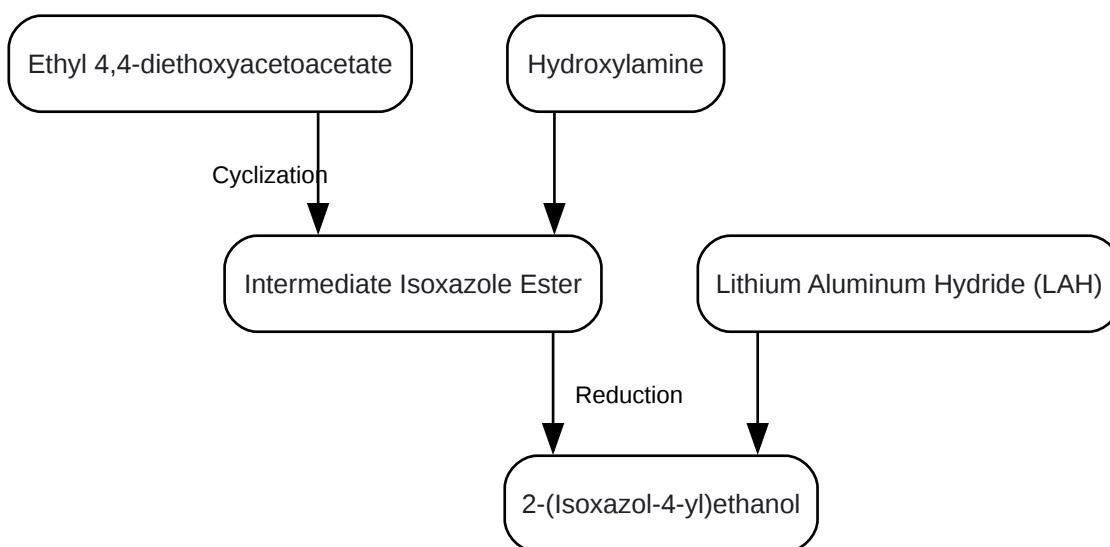 Ethyl 4,4-diethoxyacetoacetate
Hydroxylamine
Cyclization
Intermediate Isoxazole Ester
Lithium Aluminum Hydride (LAH)
Reduction
2-(Isoxazol-4-yl)ethanol